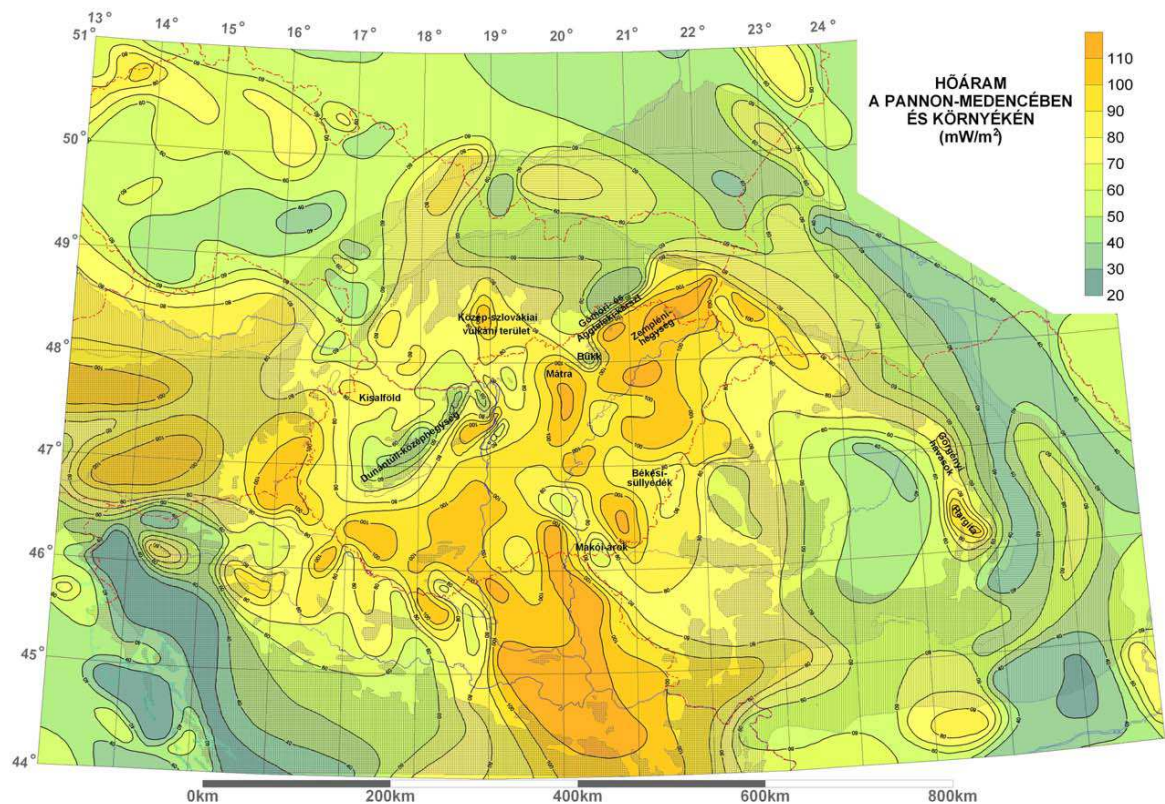 13° 14° 15° 16° 17° 18° 19° 20° 21° 22° 23° 24°
51°
50°
49°
48°
47°
46°
45°
44°
HŐÁRAM
A PANNON-MEDENCÉBEN
ÉS KÖRNYÉKÉN
(mW/m²)
110
100
90
80
70
60
50
40
30
20
Közép-szlovákiai
vulkáni terület
Gömöri- és
Aggteleki-karszt
Zempléni-
hegység
Bükk
Mátra
Kisalföld
Dunántúli-középhegység
Békési-
süllyedék
Makói-árok
Görgényi
havasok
Hargita
0km 200km 400km 600km 800km